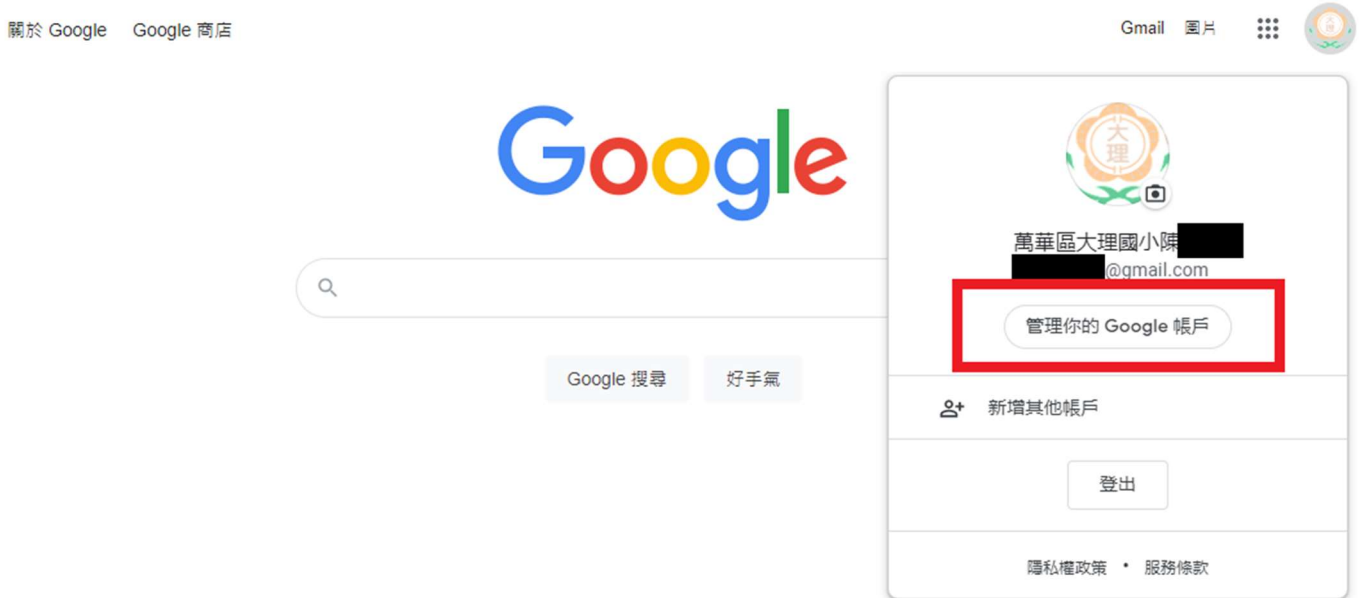 關於 Google Google 商店
Gmail 圖片
Google
大理
萬華區大理國小陳
@gmail.com
管理你的 Google 帳戶
Google 搜尋 好手氣
新增其他帳戶
登出
隱私權政策 • 服務條款